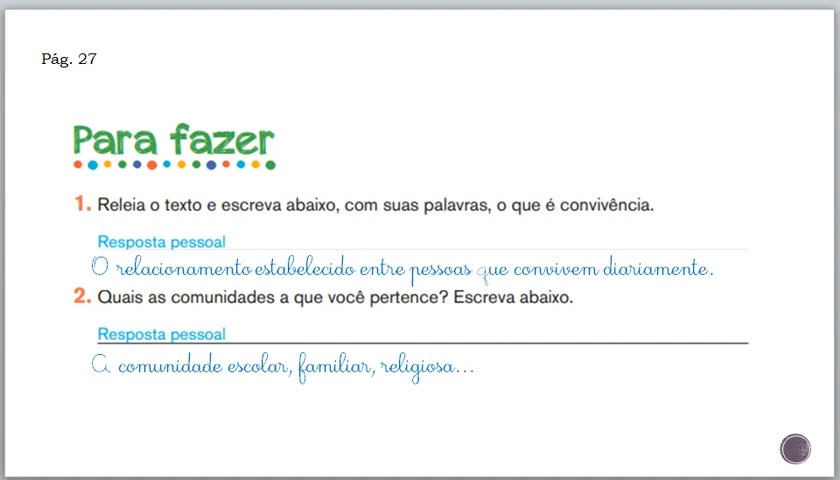 Pág. 27
Para fazer
1. Releia o texto e escreva abaixo, com suas palavras, o que é convivência.
Resposta pessoal
O relacionamento estabelecido entre pessoas que convivem diariamente.
2. Quais as comunidades a que você pertence? Escreva abaixo.
Resposta pessoal
A comunidade escolar, familiar, religiosa...